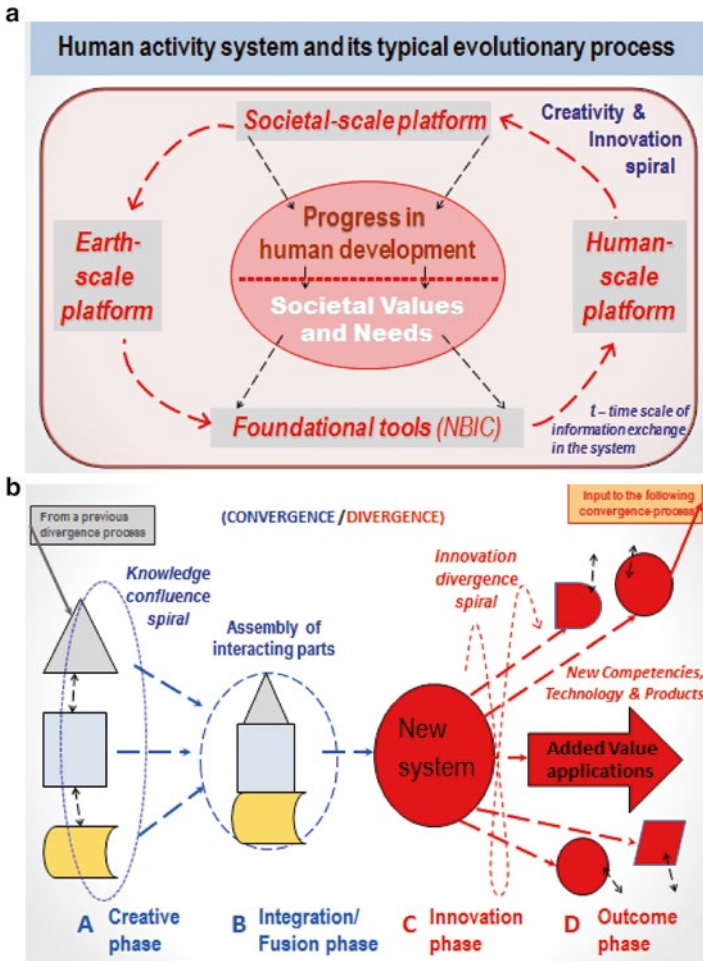 a
Human activity system and its typical evolutionary process
Creativity &
Innovation
spiral
Societal-scale platform
Progress in
human development
Earth-
scale
platform
Human-
scale
platform
Societal Values
and Needs
Foundational tools (NBIC)
t – time scale of
information exchange
in the system
b
From a previous
divergence process
(CONVERGENCE / DIVERGENCE)
Input to the following
convergence process
Knowledge
confluence
spiral
Innovation
divergence
spiral
Assembly of
interacting parts
New Competencies,
Technology & Products
New
system
Added Value
applications
A Creative
phase
B Integration/
Fusion phase
C Innovation
phase
D Outcome
phase